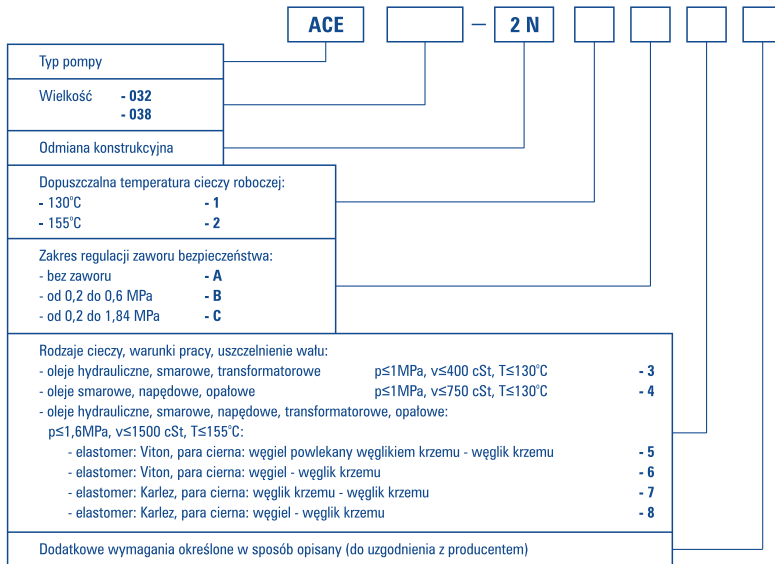 ACE — 2 N
Typ pompy
Wielkość - 032
- 038
Odmiana konstrukcyjna
Dopuszczalna temperatura cieczy roboczej:
- 130°C - 1
- 155°C - 2
Zakres regulacji zaworu bezpieczeństwa:
- bez zaworu - A
- od 0,2 do 0,6 MPa - B
- od 0,2 do 1,84 MPa - C
Rodzaje cieczy, warunki pracy, uszczelnienie wału:
- oleje hydrauliczne, smarowe, transformatorowe p≤1MPa, v≤400 cSt, T≤130°C - 3
- oleje smarowe, napędowe, opałowe p≤1MPa, v≤750 cSt, T≤130°C - 4
- oleje hydrauliczne, smarowe, napędowe, transformatorowe, opałowe:
p≤1,6MPa, v≤1500 cSt, T≤155°C:
- elastomer: Viton, para cierna: węgiel powlekany węglikiem krzemu - węglik krzemu - 5
- elastomer: Viton, para cierna: węgiel - węglik krzemu - 6
- elastomer: Karlez, para cierna: węglik krzemu - węglik krzemu - 7
- elastomer: Karlez, para cierna: węgiel - węglik krzemu - 8
Dodatkowe wymagania określone w sposób opisany (do uzgodnienia z producentem)